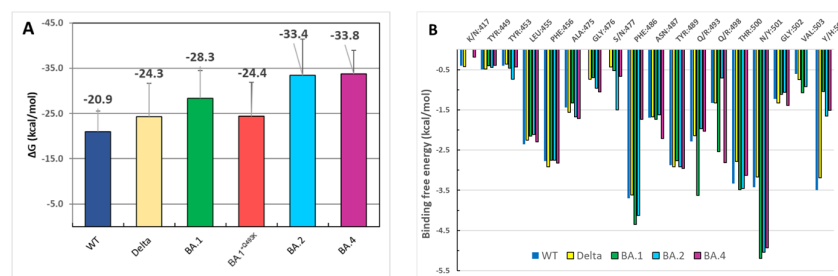 A
ΔG (kcal/mol)
-45.0
-35.0
-25.0
-15.0
-5.0
-20.9
-24.3
-28.3
-24.4
-33.4
-33.8
WT
Delta
BA.1
BA.1+Q493K
BA.2
BA.4
B
Binding free energy (kcal/mol)
K/N:417
TYR:449
TYR:453
LEU:455
PHE:456
ALA:475
GLY:476
S/N:477
PHE:486
ASN:487
TYR:489
Q/R:493
Q/R:498
THR:500
N/Y:501
GLY:502
VAL:503
-0.5
-1.5
-2.5
-3.5
-4.5
-5.5
WT Delta BA.1 BA.2 BA.4